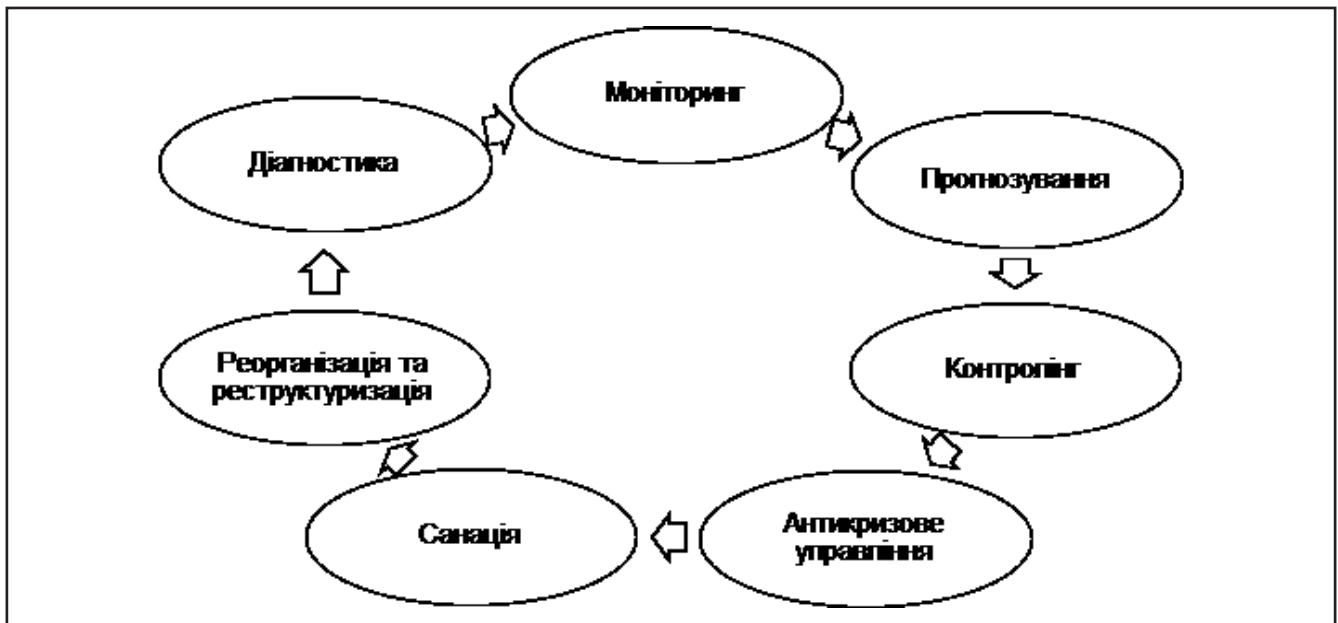 Моніторинг
Діагностика
Прогнозування
Реорганізація та
реструктуризація
Контролінг
Санація
Антикризове
управління